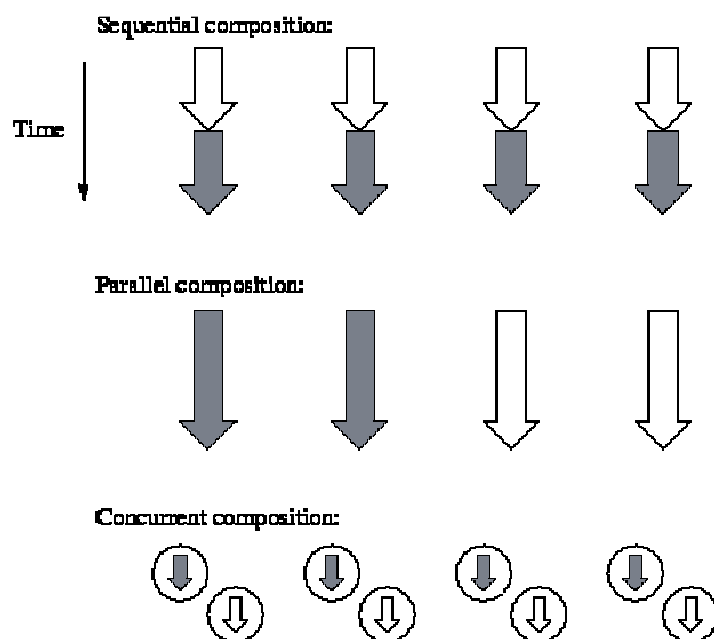 Sequential composition:
Time
Parallel composition:
Concurrent composition: